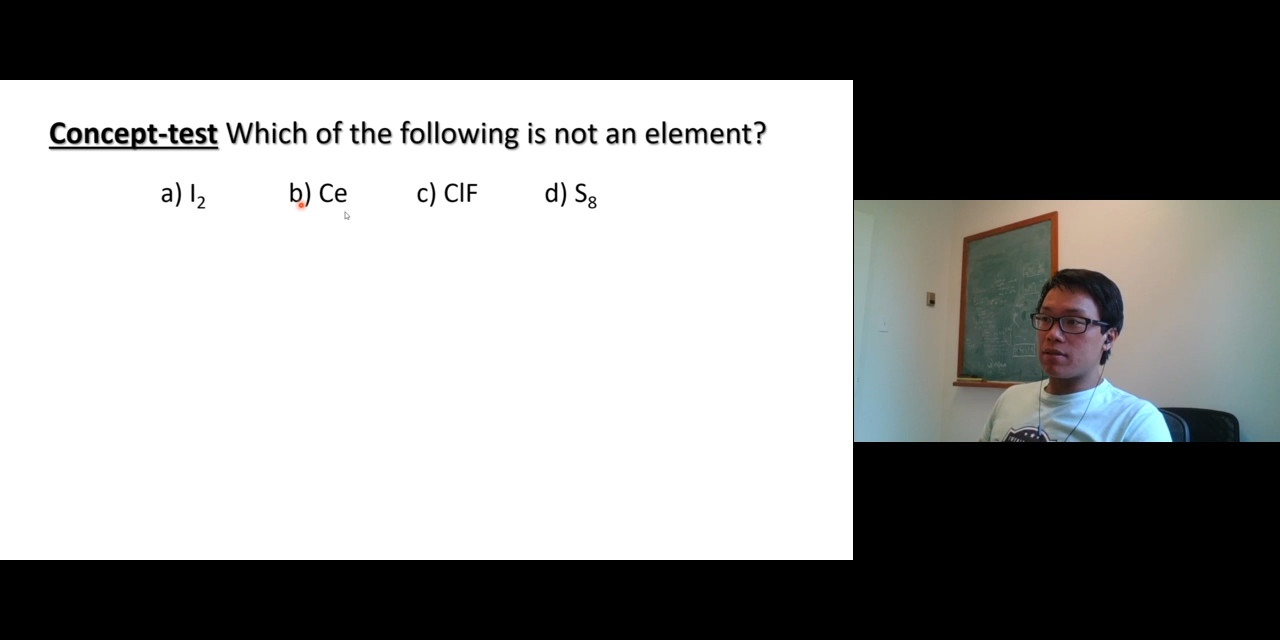 Concept-test Which of the following is not an element?
a) I₂ b) Ce c) ClF d) S₈